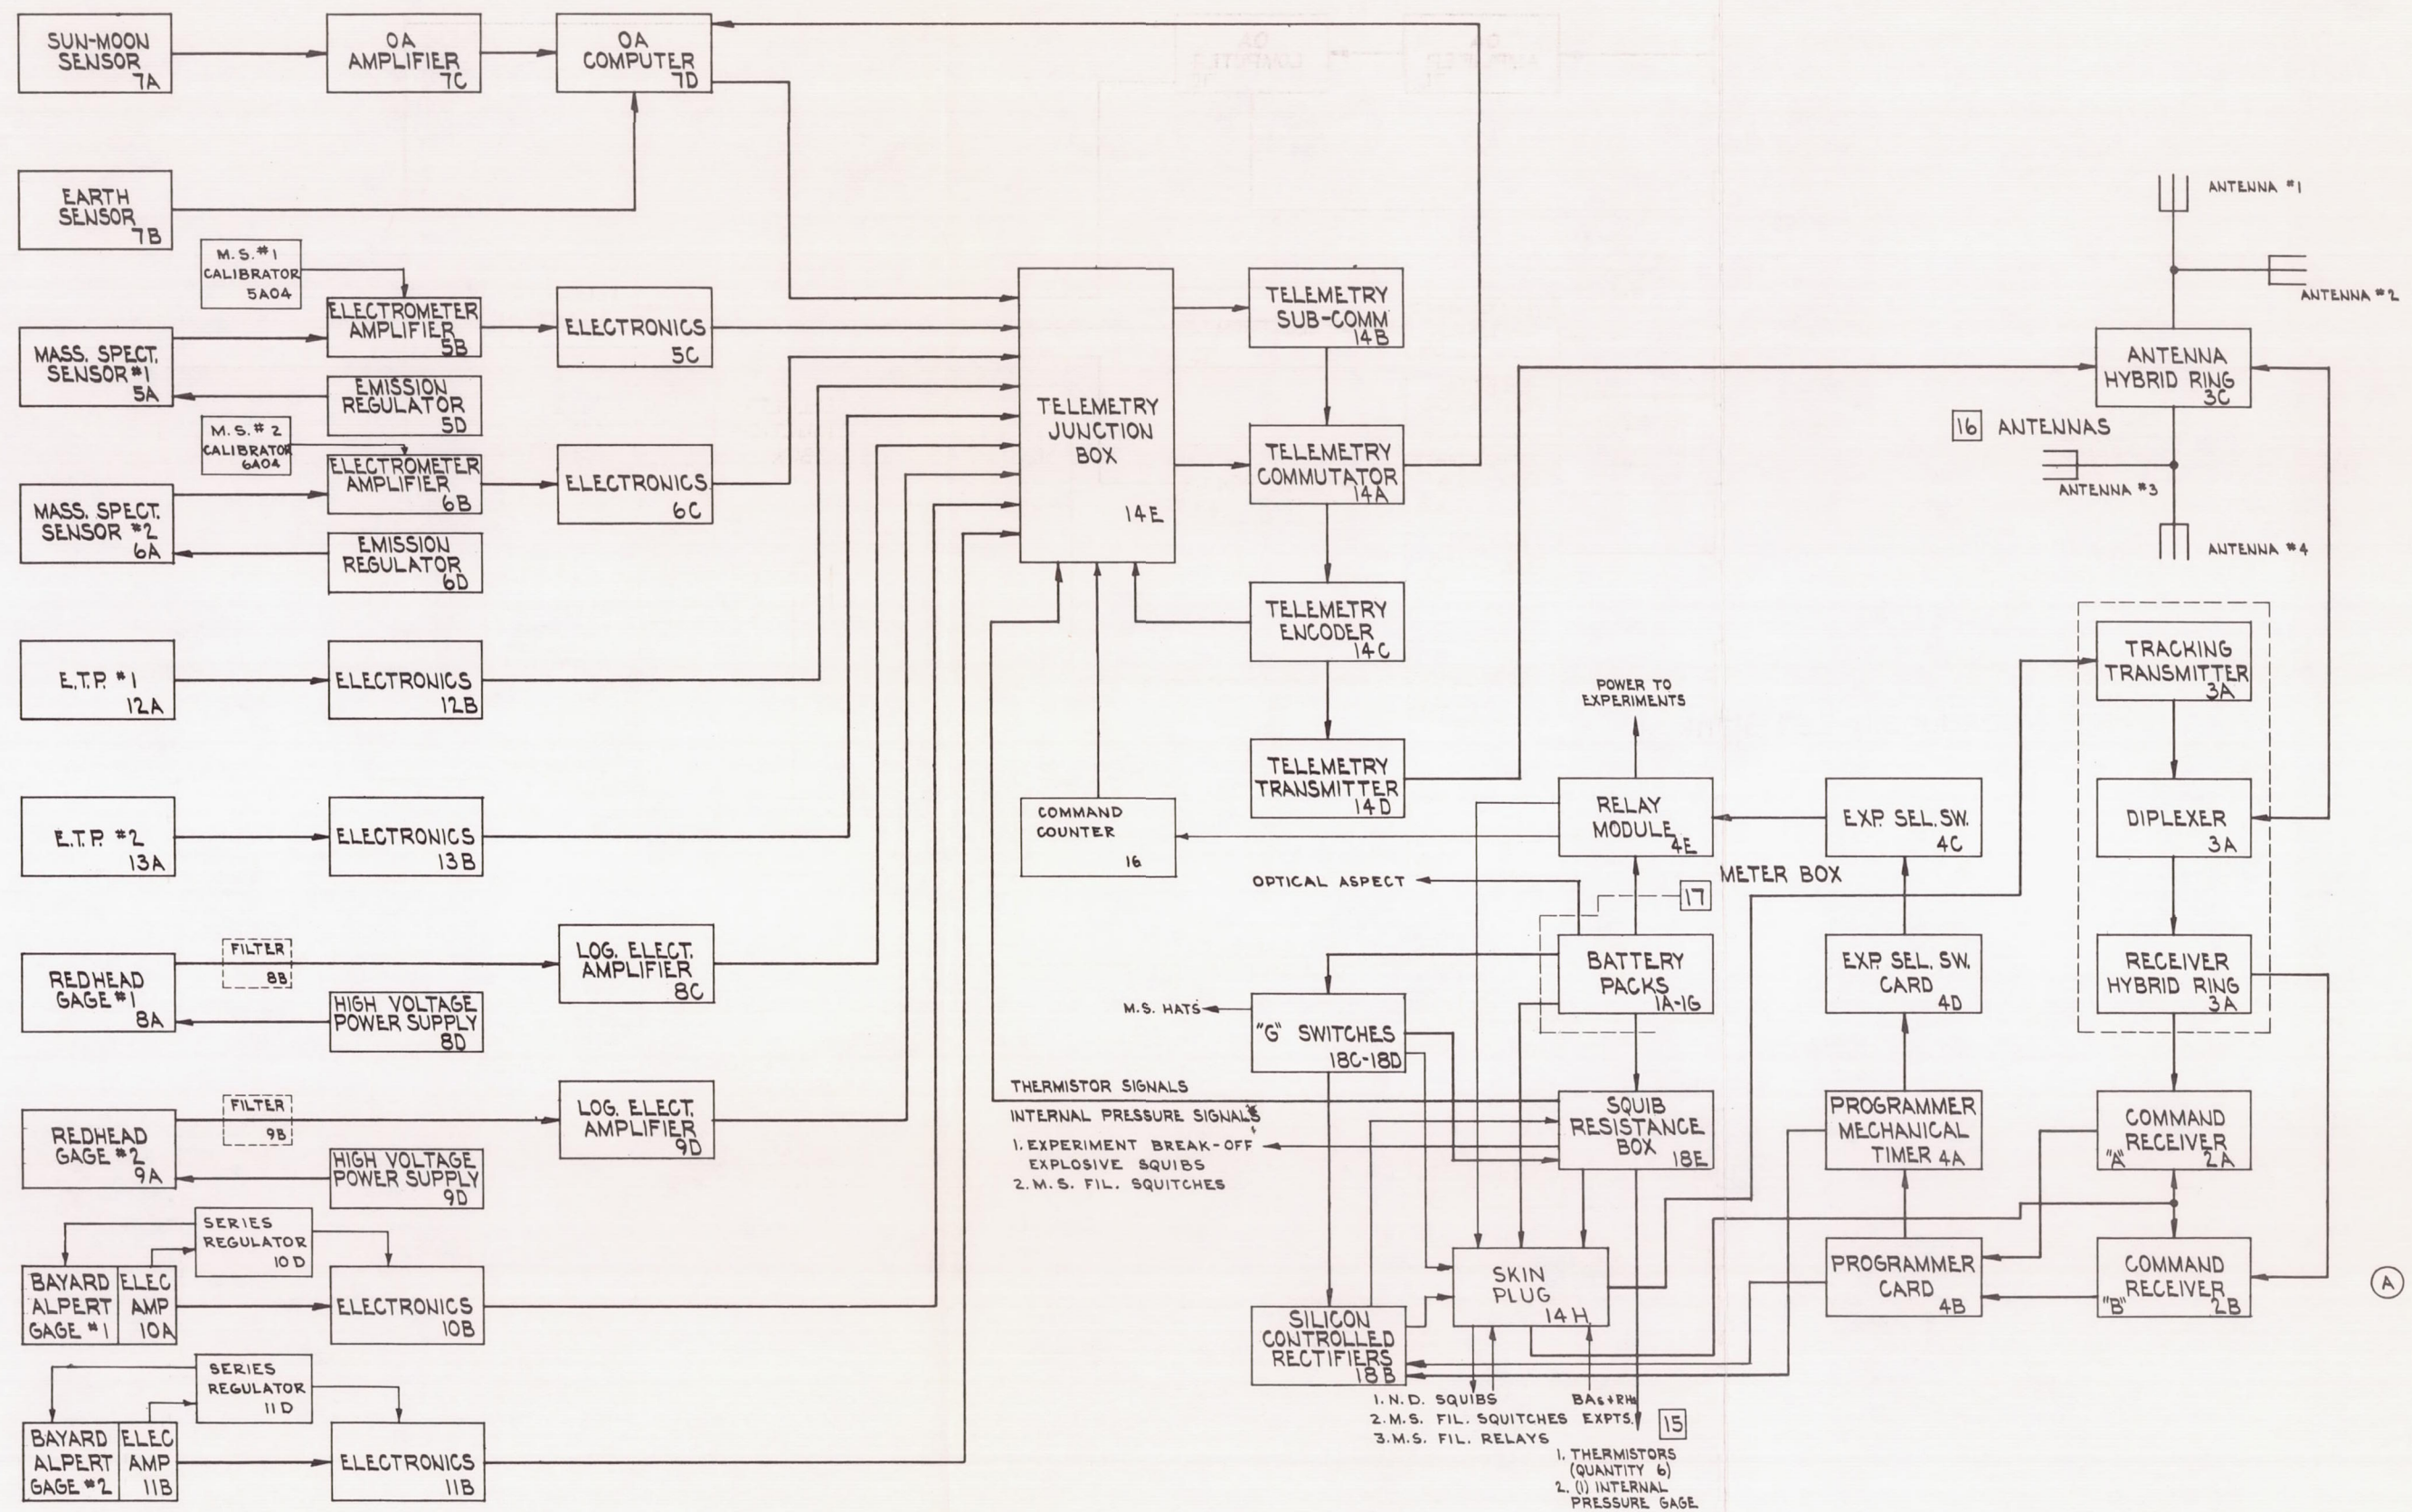 SUN-MOON
SENSOR
7A
OA
AMPLIFIER
7C
OA
COMPUTER
7D
EARTH
SENSOR
7B
M.S. #1
CALIBRATOR
5A04
ELECTROMETER
AMPLIFIER
5B
ELECTRONICS
5C
MASS. SPECT.
SENSOR #1
5A
EMISSION
REGULATOR
5D
M.S. # 2
CALIBRATOR
6A04
ELECTROMETER
AMPLIFIER
6B
ELECTRONICS
6C
MASS. SPECT.
SENSOR #2
6A
EMISSION
REGULATOR
6D
E.T.P. #1
12A
ELECTRONICS
12B
E.T.P. #2
13A
ELECTRONICS
13B
REDHEAD
GAGE #1
8A
FILTER
8B
HIGH VOLTAGE
POWER SUPPLY
8D
LOG. ELECT.
AMPLIFIER
8C
REDHEAD
GAGE #2
9A
FILTER
9B
HIGH VOLTAGE
POWER SUPPLY
9D
LOG. ELECT.
AMPLIFIER
9D
SERIES
REGULATOR
10D
BAYARD
ALPERT
GAGE #1
ELEC
AMP
10A
ELECTRONICS
10B
SERIES
REGULATOR
11D
BAYARD
ALPERT
GAGE #2
ELEC
AMP
11B
ELECTRONICS
11B
TELEMETRY
JUNCTION
BOX
14E
TELEMETRY
SUB-COMM
14B
TELEMETRY
COMMUTATOR
14A
TELEMETRY
ENCODER
14C
TELEMETRY
TRANSMITTER
14D
COMMAND
COUNTER
16
POWER TO
EXPERIMENTS
RELAY
MODULE
4E
OPTICAL ASPECT
17
METER BOX
BATTERY
PACKS
1A-1G
M.S. HATS
"G" SWITCHES
18C-18D
THERMISTOR SIGNALS
INTERNAL PRESSURE SIGNALS
1. EXPERIMENT BREAK-OFF
EXPLOSIVE SQUIBS
2. M.S. FIL. SQUITCHES
SQUIB
RESISTANCE
BOX
18E
SKIN
PLUG
14H
SILICON
CONTROLLED
RECTIFIERS
18B
1. N.D. SQUIBS
2. M.S. FIL. SQUITCHES
3. M.S. FIL. RELAYS
BAs+RHs
EXPTS.
15
1. THERMISTORS
(QUANTITY 6)
2. (1) INTERNAL
PRESSURE GAGE
EXP. SEL. SW.
4C
EXP. SEL. SW.
CARD
4D
PROGRAMMER
MECHANICAL
TIMER 4A
PROGRAMMER
CARD
4B
ANTENNA #1
ANTENNA #2
ANTENNA
HYBRID RING
3C
16 ANTENNAS
ANTENNA #3
ANTENNA #4
TRACKING
TRANSMITTER
3A
DIPLEXER
3A
RECEIVER
HYBRID RING
3A
COMMAND
RECEIVER
"A" 2A
COMMAND
RECEIVER
"B" 2B
A